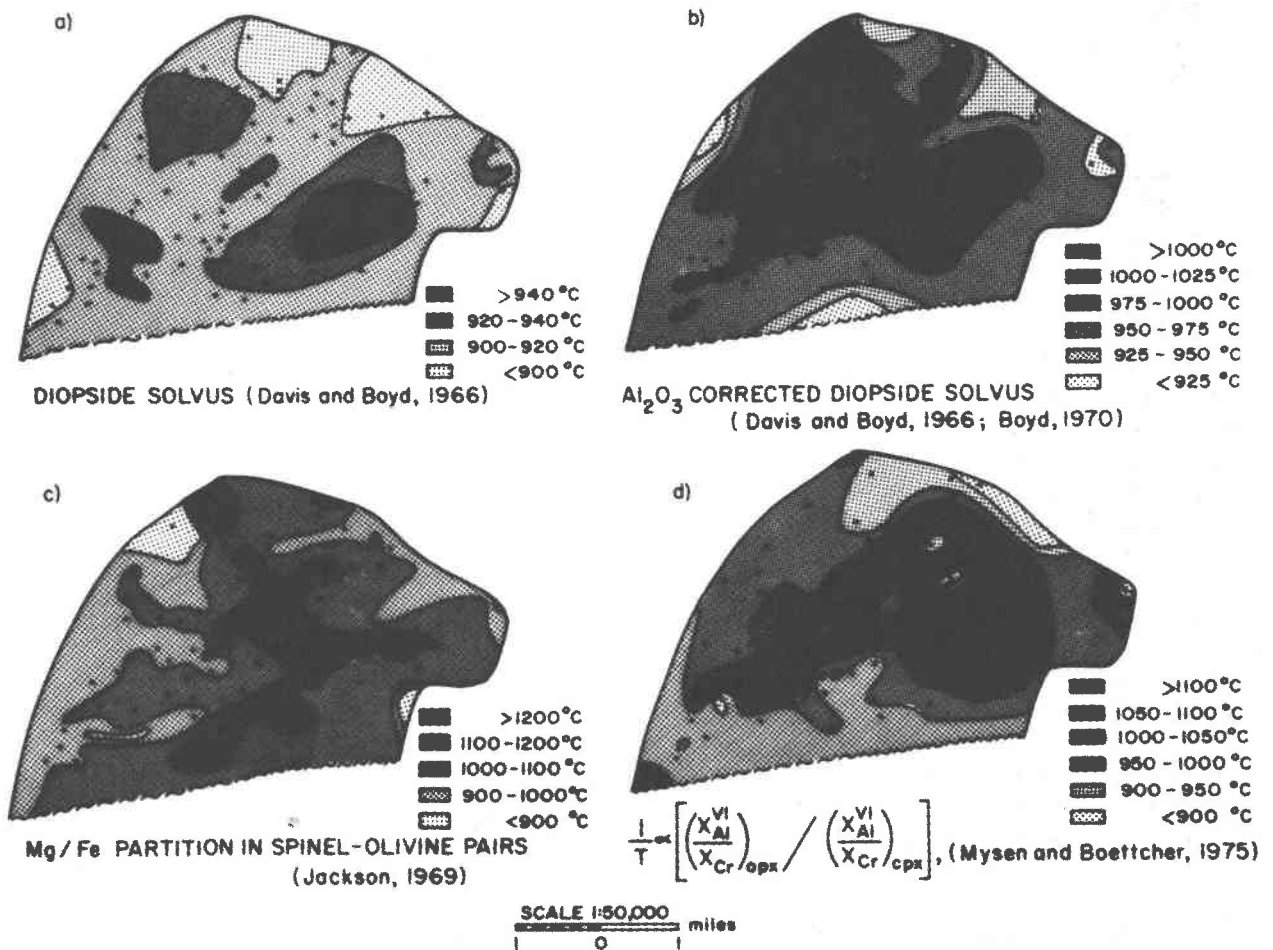 a)
>940°C
920-940°C
900-920°C
<900°C
DIOPSIDE SOLVUS (Davis and Boyd, 1966)
b)
>1000°C
1000-1025°C
975-1000°C
950-975°C
925-950°C
<925°C
Al2O3 CORRECTED DIOPSIDE SOLVUS
(Davis and Boyd, 1966; Boyd, 1970)
c)
>1200°C
1100-1200°C
1000-1100°C
900-1000°C
<900°C
Mg/Fe PARTITION IN SPINEL-OLIVINE PAIRS
(Jackson, 1969)
d)
>1100°C
1050-1100°C
1000-1050°C
950-1000°C
900-950°C
<900°C
1/T ∝ [(X^VI_Al / X_Cr)opx / (X^VI_Al / X_Cr)cpx], (Mysen and Boettcher, 1975)
SCALE 1:50,000
miles
1 0 1